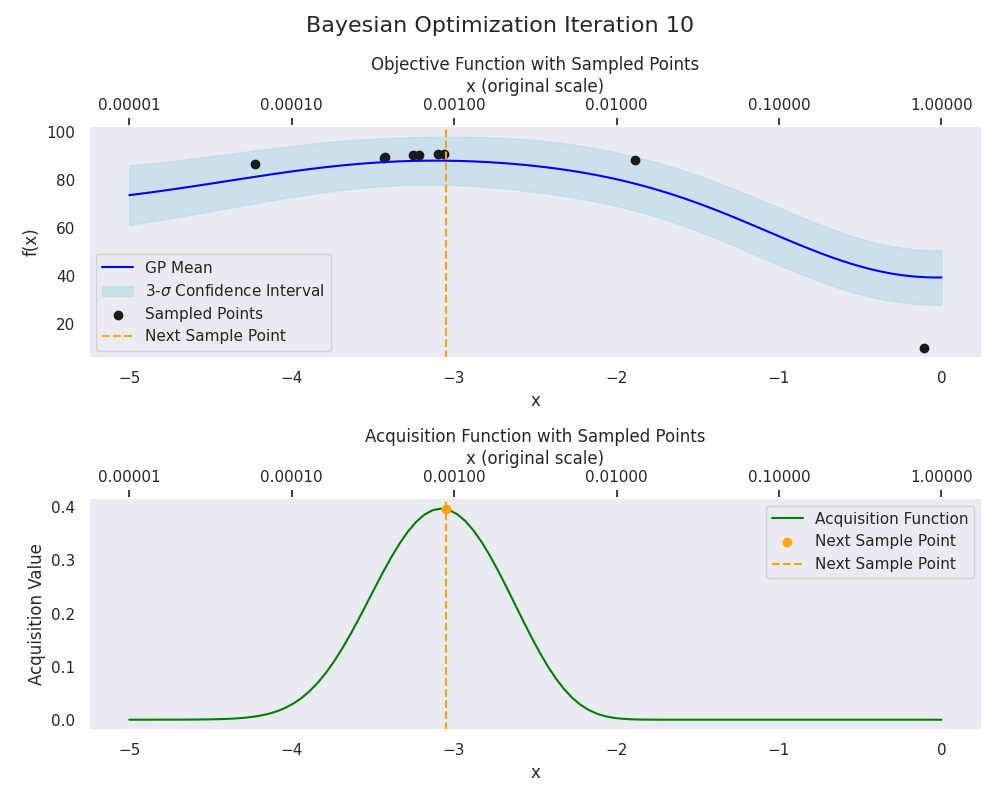 Bayesian Optimization Iteration 10
Objective Function with Sampled Points
x (original scale)
0.00001 0.00010 0.00100 0.01000 0.10000 1.00000
100
80
60
40
20
f(x)
GP Mean
3-σ Confidence Interval
Sampled Points
Next Sample Point
−5 −4 −3 −2 −1 0
x
Acquisition Function with Sampled Points
x (original scale)
0.00001 0.00010 0.00100 0.01000 0.10000 1.00000
0.4
0.3
0.2
0.1
0.0
Acquisition Value
Acquisition Function
Next Sample Point
Next Sample Point
−5 −4 −3 −2 −1 0
x